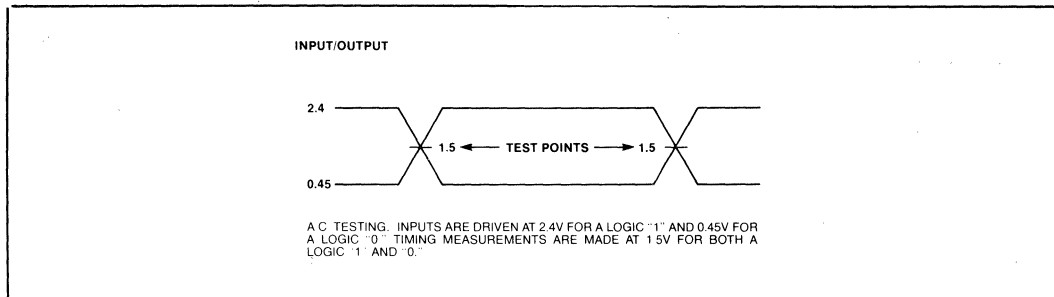 INPUT/OUTPUT
2.4
1.5 TEST POINTS 1.5
0.45
A C TESTING. INPUTS ARE DRIVEN AT 2.4V FOR A LOGIC "1" AND 0.45V FOR
A LOGIC "0" TIMING MEASUREMENTS ARE MADE AT 1 5V FOR BOTH A
LOGIC '1' AND "0."